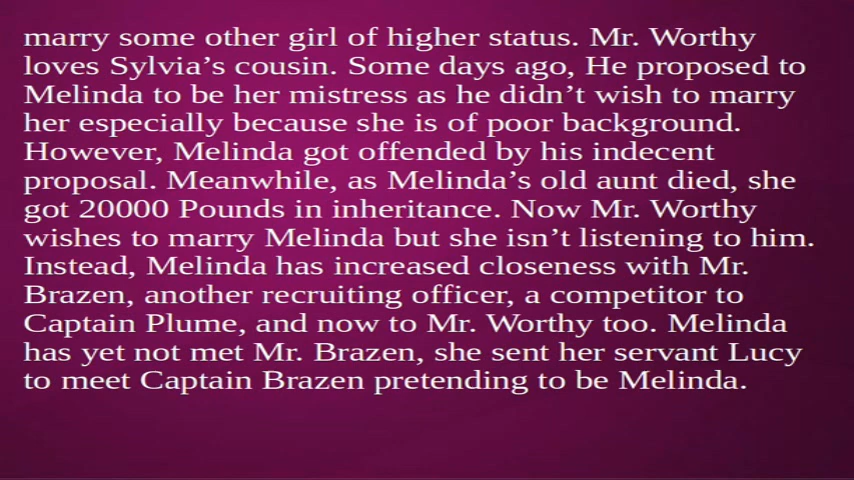 marry some other girl of higher status. Mr. Worthy
loves Sylvia’s cousin. Some days ago, He proposed to
Melinda to be her mistress as he didn’t wish to marry
her especially because she is of poor background.
However, Melinda got offended by his indecent
proposal. Meanwhile, as Melinda’s old aunt died, she
got 20000 Pounds in inheritance. Now Mr. Worthy
wishes to marry Melinda but she isn’t listening to him.
Instead, Melinda has increased closeness with Mr.
Brazen, another recruiting officer, a competitor to
Captain Plume, and now to Mr. Worthy too. Melinda
has yet not met Mr. Brazen, she sent her servant Lucy
to meet Captain Brazen pretending to be Melinda.